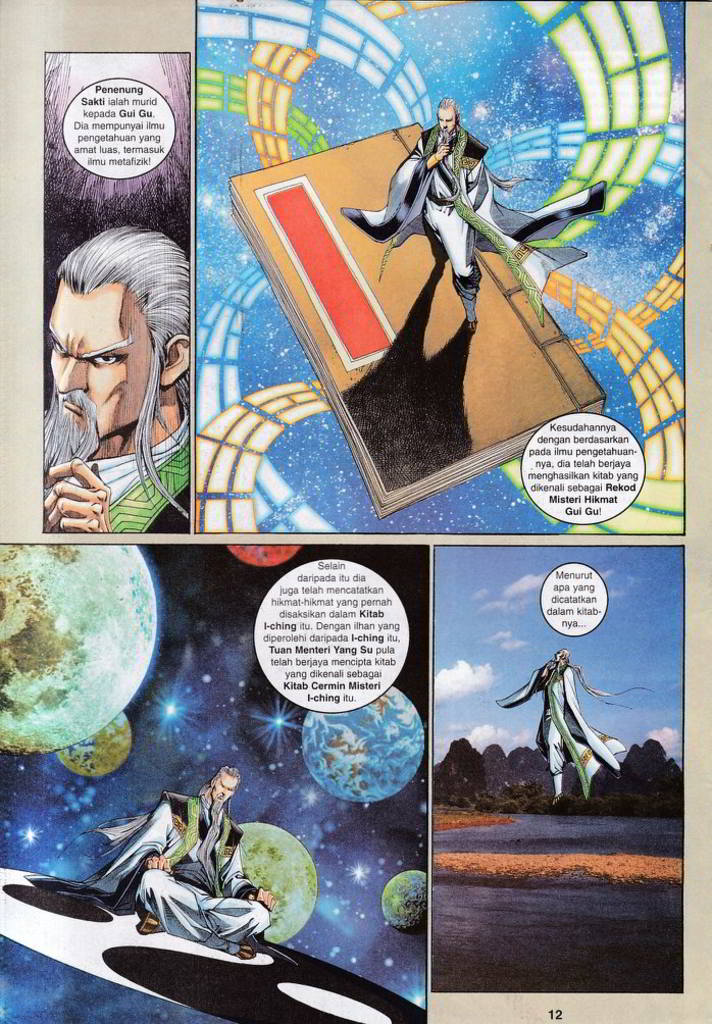 Penenung
Sakti ialah murid
kepada Gui Gu.
Dia mempunyai ilmu
pengetahuan yang
amat luas, termasuk
ilmu metafizik!
Kesudahannya
dengan berdasarkan
pada ilmu pengetahuan-
nya, dia telah berjaya
menghasilkan kitab yang
dikenali sebagai Rekod
Misteri Hikmat
Gui Gu!
Selain
daripada itu dia
juga telah mencatatkan
hikmat-hikmat yang pernah
disaksikan dalam Kitab
I-ching itu. Dengan ilhan yang
diperolehi daripada I-ching itu,
Tuan Menteri Yang Su pula
telah berjaya mencipta kitab
yang dikenali sebagai
Kitab Cermin Misteri
I-ching itu.
Menurut
apa yang
dicatatkan
dalam kitab-
nya...
12